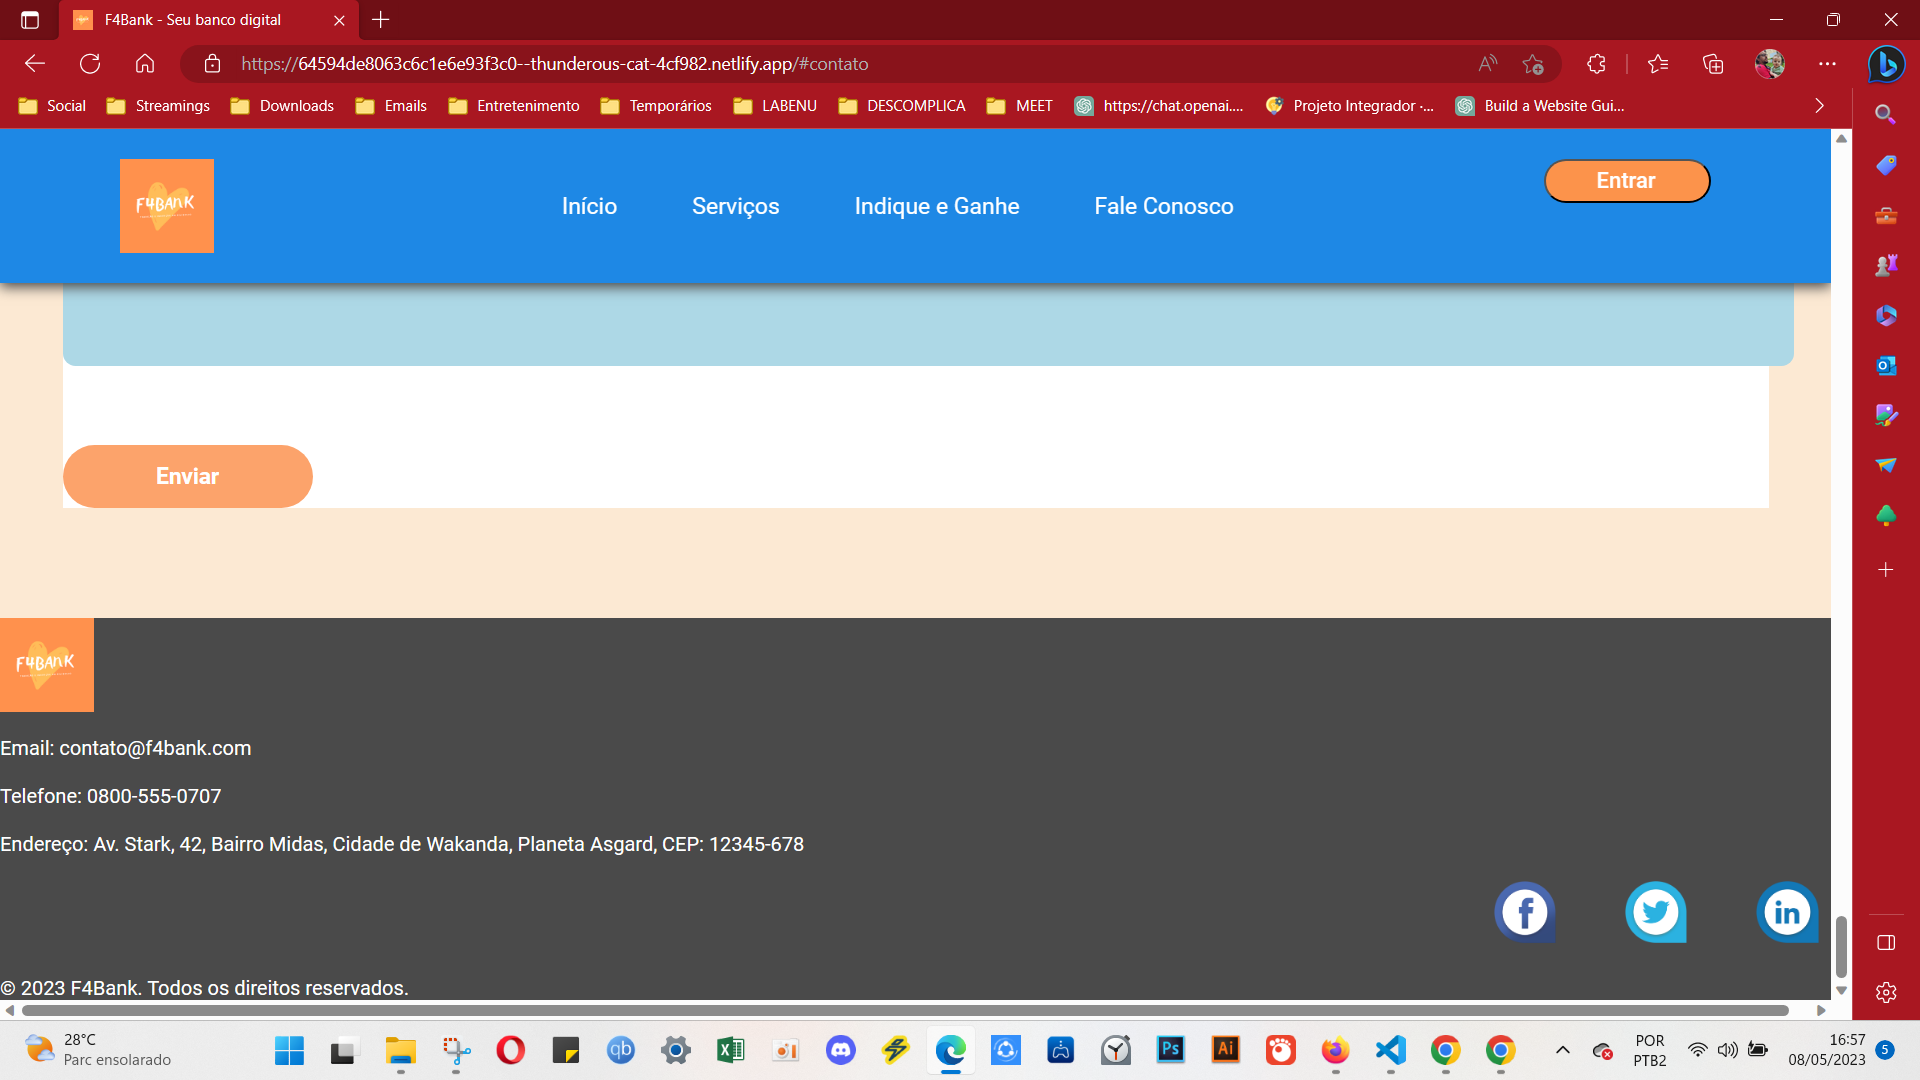 F4Bank - Seu banco digital
https://64594de8063c6c1e6e93f3c0--thunderous-cat-4cf982.netlify.app/#contato
Social Streamings Downloads Emails Entretenimento Temporários LABENU DESCOMPLICA MEET https://chat.openai.... Projeto Integrador ·... Build a Website Gui...
F4BANK
Início Serviços Indique e Ganhe Fale Conosco
Entrar
Enviar
F4BANK
Email: contato@f4bank.com
Telefone: 0800-555-0707
Endereço: Av. Stark, 42, Bairro Midas, Cidade de Wakanda, Planeta Asgard, CEP: 12345-678
© 2023 F4Bank. Todos os direitos reservados.
28°C
Parc ensolarado
qb
Ps
Ai
POR
PTB2
16:57
08/05/2023
5